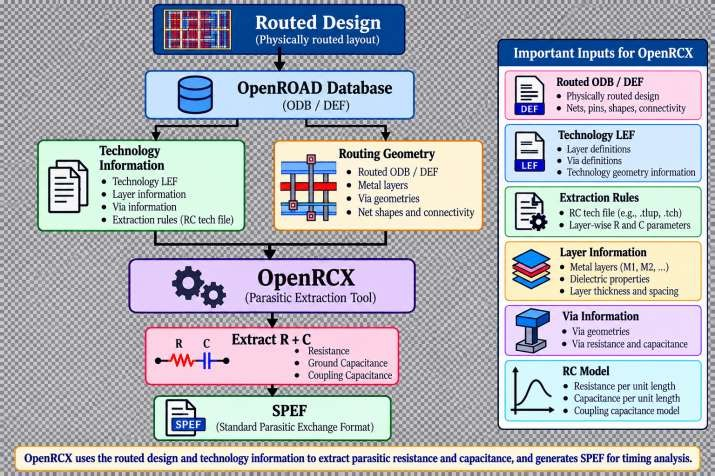 Routed Design
(Physically routed layout)
OpenROAD Database
(ODB / DEF)
Technology
Information
• Technology LEF
• Layer information
• Via information
• Extraction rules (RC tech file)
Routing Geometry
• Routed ODB / DEF
• Metal layers
• Via geometries
• Net shapes and connectivity
OpenRCX
(Parasitic Extraction Tool)
Extract R + C
R C
• Resistance
• Ground Capacitance
• Coupling Capacitance
SPEF
SPEF
(Standard Parasitic Exchange Format)
Important Inputs for OpenRCX
DEF
Routed ODB / DEF
• Physically routed design
• Nets, pins, shapes, connectivity
LEF
Technology LEF
• Layer definitions
• Via definitions
• Technology geometry information
Extraction Rules
• RC tech file (e.g., .tlup, .tch)
• Layer-wise R and C parameters
Layer Information
• Metal layers (M1, M2, ...)
• Dielectric properties
• Layer thickness and spacing
Via Information
• Via geometries
• Via resistance and capacitance
RC Model
• Resistance per unit length
• Capacitance per unit length
• Coupling capacitance model
OpenRCX uses the routed design and technology information to extract parasitic resistance and capacitance, and generates SPEF for timing analysis.